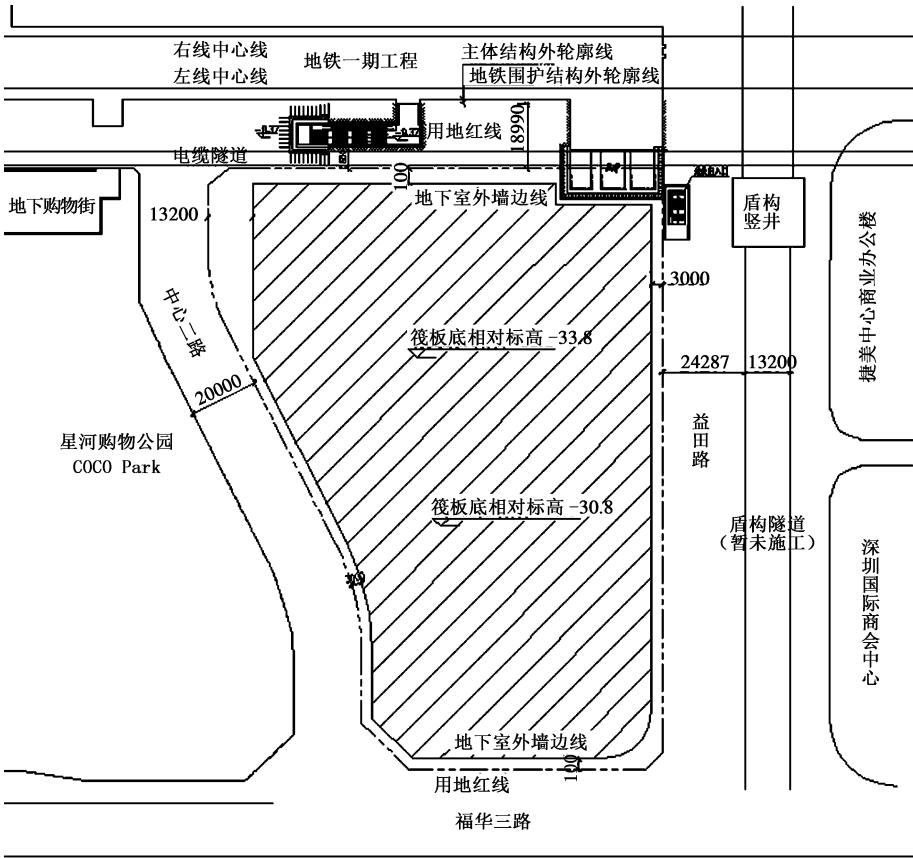 右线中心线
地铁一期工程
主体结构外轮廓线
左线中心线
地铁围护结构外轮廓线
用地红线
18990
电缆隧道
100
地下购物街
13200
地下室外墙边线
盾构
竖井
捷美中心商业办公楼
3000
中心二路
筏板底相对标高 -33.8
24287
13200
20000
益田路
星河购物公园
COCO Park
筏板底相对标高 -30.8
盾构隧道
（暂未施工）
深圳国际商会中心
地下室外墙边线
100
用地红线
福华三路